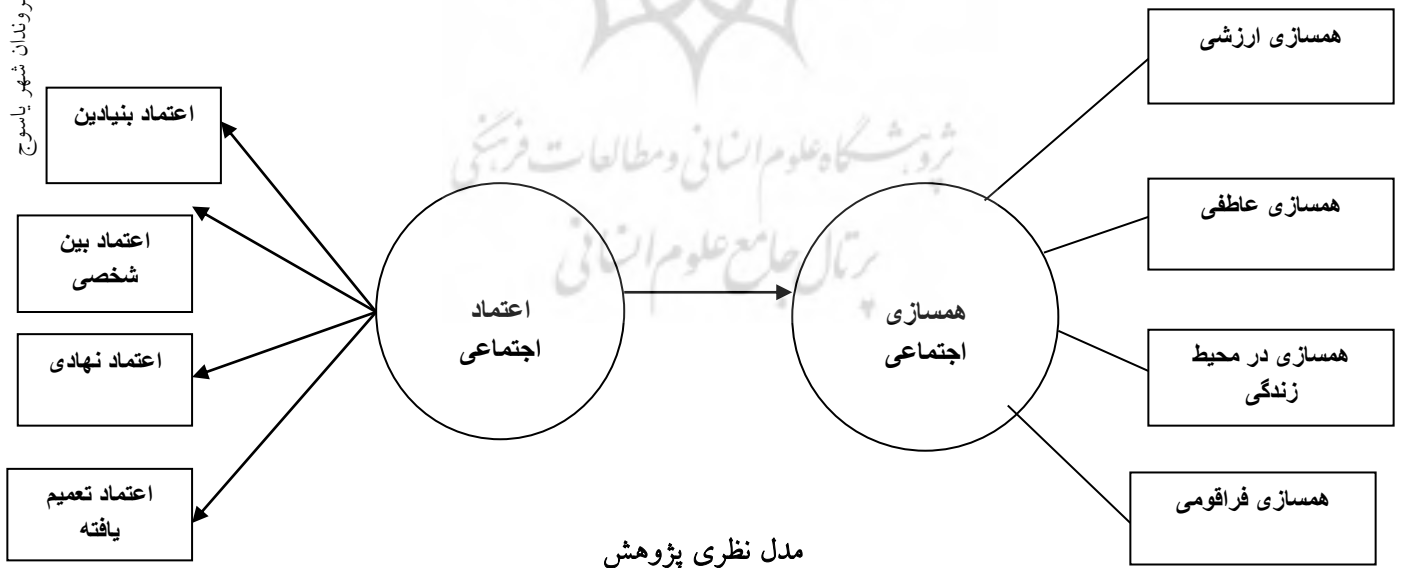 همسازی ارزشی
همسازی عاطفی
همسازی در محیط
زندگی
همسازی فراقومی
همسازی
اجتماعی
اعتماد
اجتماعی
اعتماد بنیادین
اعتماد بین
شخصی
اعتماد نهادی
اعتماد تعمیم
یافته
مدل نظری پژوهش
پژوهشگاه علوم انسانی و مطالعات فرهنگی
پرتال جامع علوم انسانی
شهر یاسوج